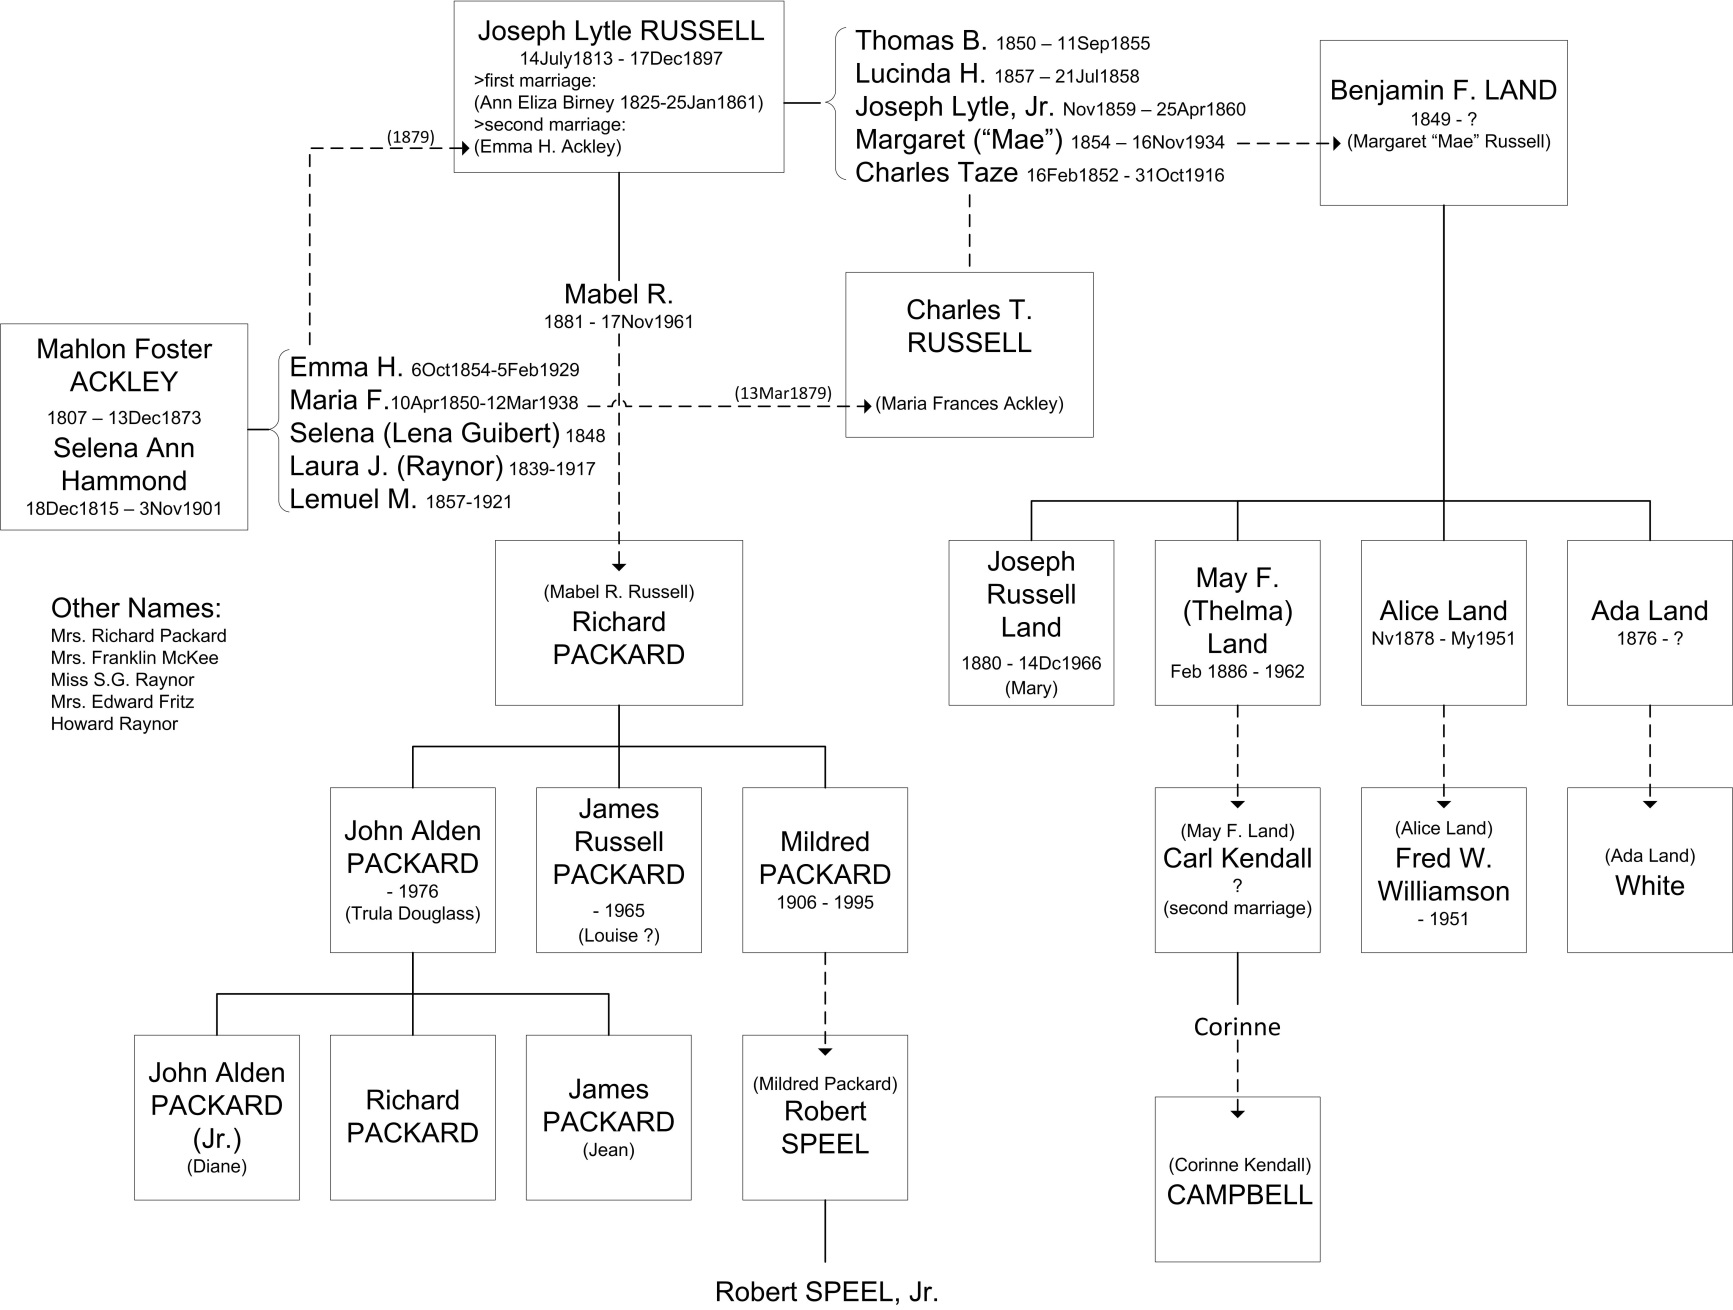 Joseph Lytle RUSSELL
14July1813 - 17Dec1897
>first marriage:
(Ann Eliza Birney 1825-25Jan1861)
>second marriage:
(Emma H. Ackley)
(1879)
Thomas B. 1850 – 11Sep1855
Lucinda H. 1857 – 21Jul1858
Joseph Lytle, Jr. Nov1859 – 25Apr1860
Margaret (“Mae”) 1854 – 16Nov1934
Charles Taze 16Feb1852 - 31Oct1916
Benjamin F. LAND
1849 - ?
(Margaret “Mae” Russell)
Mabel R.
1881 - 17Nov1961
Charles T.
RUSSELL
(Maria Frances Ackley)
(13Mar1879)
Mahlon Foster
ACKLEY
1807 – 13Dec1873
Selena Ann
Hammond
18Dec1815 – 3Nov1901
Emma H. 6Oct1854-5Feb1929
Maria F.10Apr1850-12Mar1938
Selena (Lena Guibert) 1848
Laura J. (Raynor) 1839-1917
Lemuel M. 1857-1921
Other Names:
Mrs. Richard Packard
Mrs. Franklin McKee
Miss S.G. Raynor
Mrs. Edward Fritz
Howard Raynor
(Mabel R. Russell)
Richard
PACKARD
Joseph
Russell
Land
1880 - 14Dc1966
(Mary)
May F.
(Thelma)
Land
Feb 1886 - 1962
Alice Land
Nv1878 - My1951
Ada Land
1876 - ?
John Alden
PACKARD
- 1976
(Trula Douglass)
James
Russell
PACKARD
- 1965
(Louise ?)
Mildred
PACKARD
1906 - 1995
(May F. Land)
Carl Kendall
?
(second marriage)
(Alice Land)
Fred W.
Williamson
- 1951
(Ada Land)
White
Corinne
John Alden
PACKARD
(Jr.)
(Diane)
Richard
PACKARD
James
PACKARD
(Jean)
(Mildred Packard)
Robert
SPEEL
(Corinne Kendall)
CAMPBELL
Robert SPEEL, Jr.